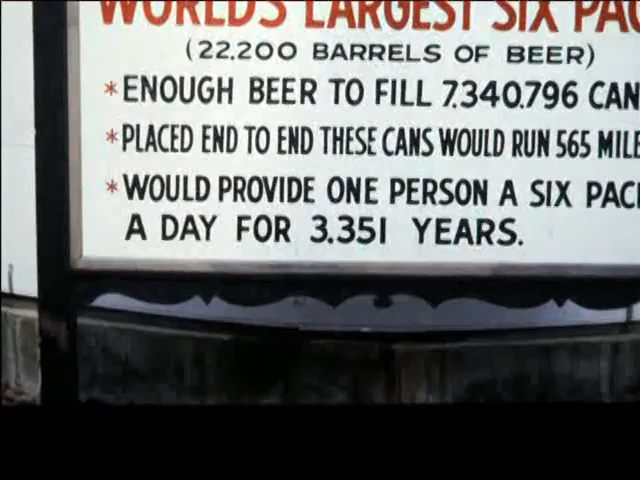 WORLDS LARGEST SIX PAC
(22.200 BARRELS OF BEER)
*ENOUGH BEER TO FILL 7.340.796 CAN
*PLACED END TO END THESE CANS WOULD RUN 565 MILE
*WOULD PROVIDE ONE PERSON A SIX PACK
A DAY FOR 3.351 YEARS.